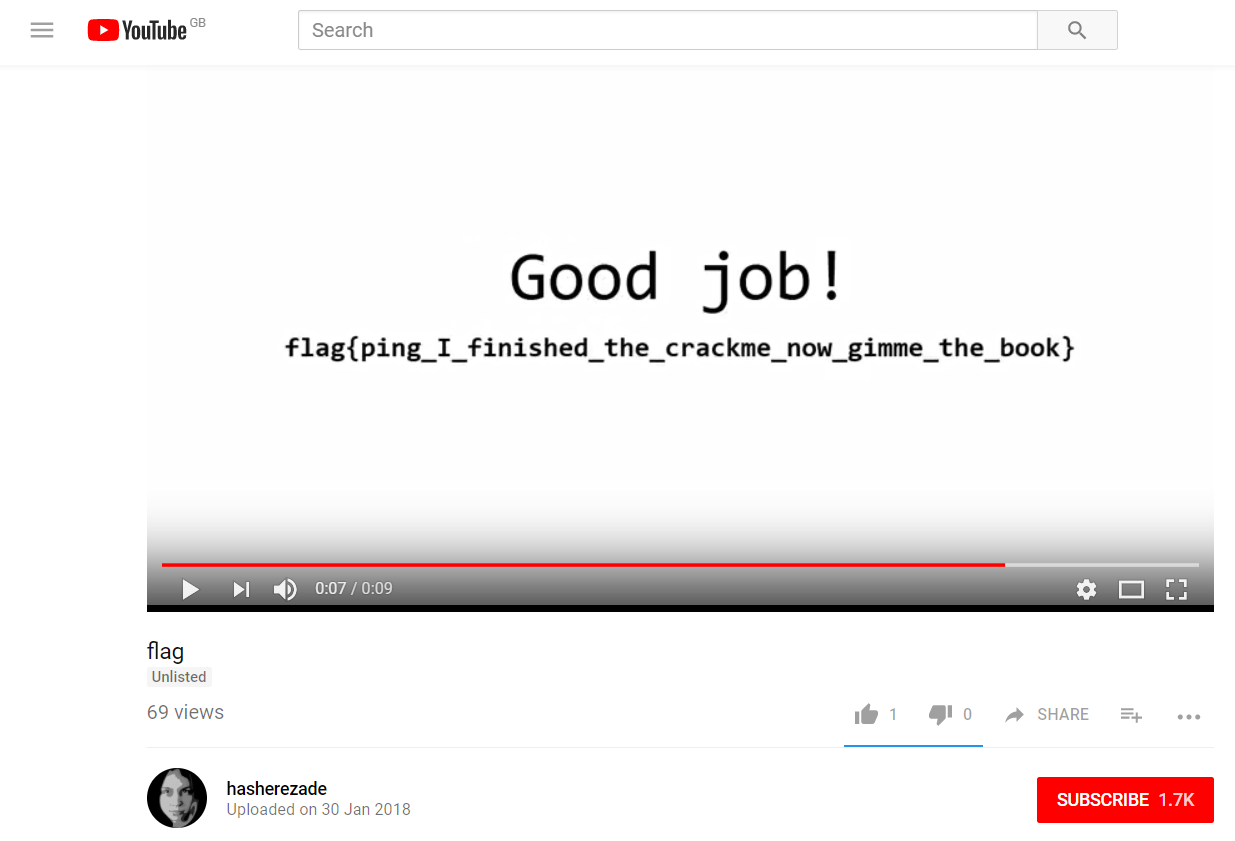 YouTube GB
Search
Good job!
flag{ping_I_finished_the_crackme_now_gimme_the_book}
0:07 / 0:09
flag
Unlisted
69 views
1 0 SHARE
hasherezade
Uploaded on 30 Jan 2018
SUBSCRIBE 1.7K